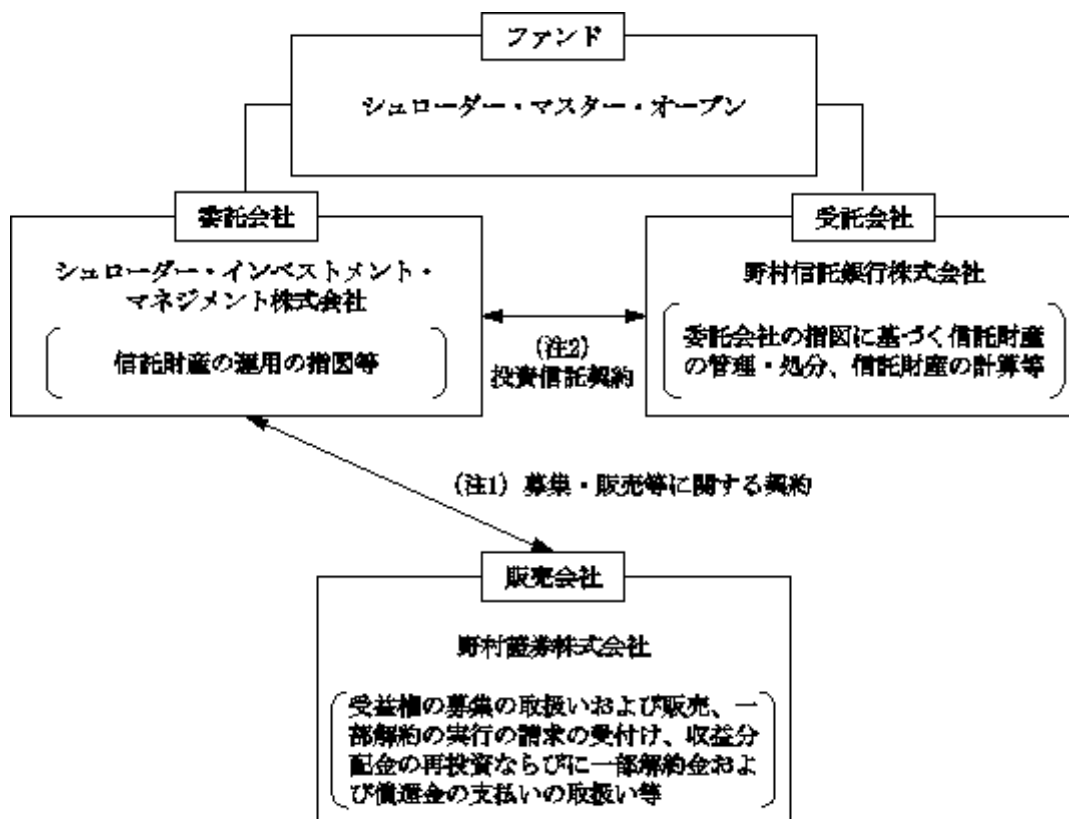 ファンド
シュローダー・マスター・オープン
委託会社
シュローダー・インベストメント・
マネジメント株式会社
信託財産の運用の指図等
(注2)
投資信託契約
受託会社
野村信託銀行株式会社
委託会社の指図に基づく信託財産
の管理・処分、信託財産の計算等
(注1) 募集・販売等に関する契約
販売会社
野村證券株式会社
受益権の募集の取扱いおよび販売、一
部解約の実行の請求の受付け、収益分
配金の再投資ならびに一部解約金およ
び償還金の支払いの取扱い等